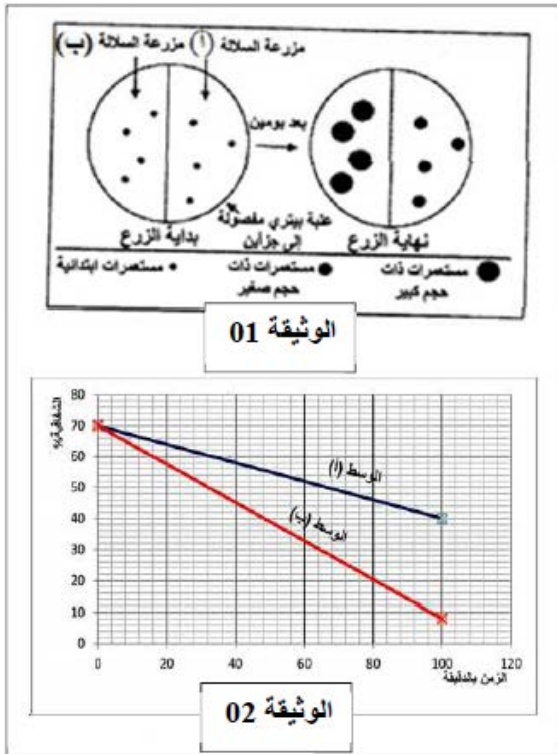 مزرعة السلالة (أ) مزرعة السلالة (ب)
بعد يومين
بداية الزرع
علبة بيتري مفصولة
إلى جزأين
نهاية الزرع
مستعمرات ابتدائية
مستعمرات ذات
حجم صغير
مستعمرات ذات
حجم كبير
الوثيقة 01
الشفافية%
80
70
60
50
40
30
20
10
0
الوسط (أ)
الوسط (ب)
0 20 40 60 80 100 120
الزمن بالدقيقة
الوثيقة 02